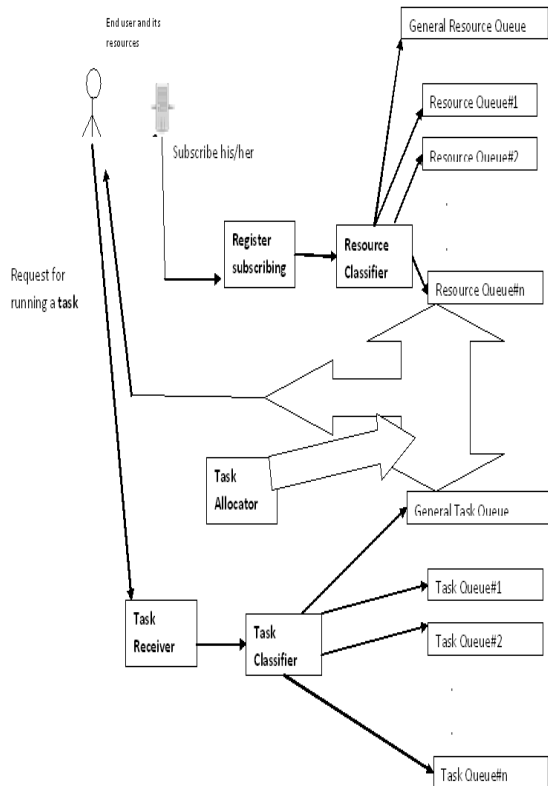 End user and its
resources
General Resource Queue
Resource Queue#1
Resource Queue#2
.
.
Resource Queue#n
Subscribe his/her
Register
subscribing
Resource
Classifier
Request for
running a task
Task
Allocator
General Task Queue
Task Queue#1
Task Queue#2
.
.
Task Queue#n
Task
Receiver
Task
Classifier